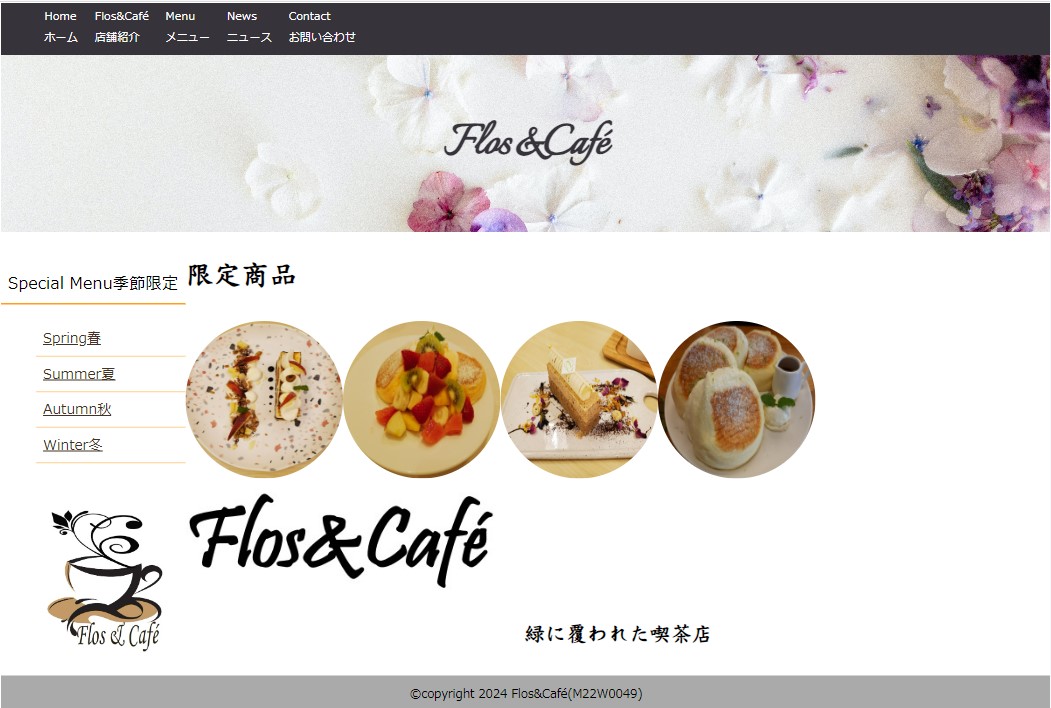 Home Flos&Café Menu News Contact
ホーム 店舗紹介 メニュー ニュース お問い合わせ
Flos&Café
Special Menu季節限定
限定商品
Spring春
Summer夏
Autumn秋
Winter冬
Flos&Café
Flos & Café
緑に覆われた喫茶店
©copyright 2024 Flos&Café(M22W0049)